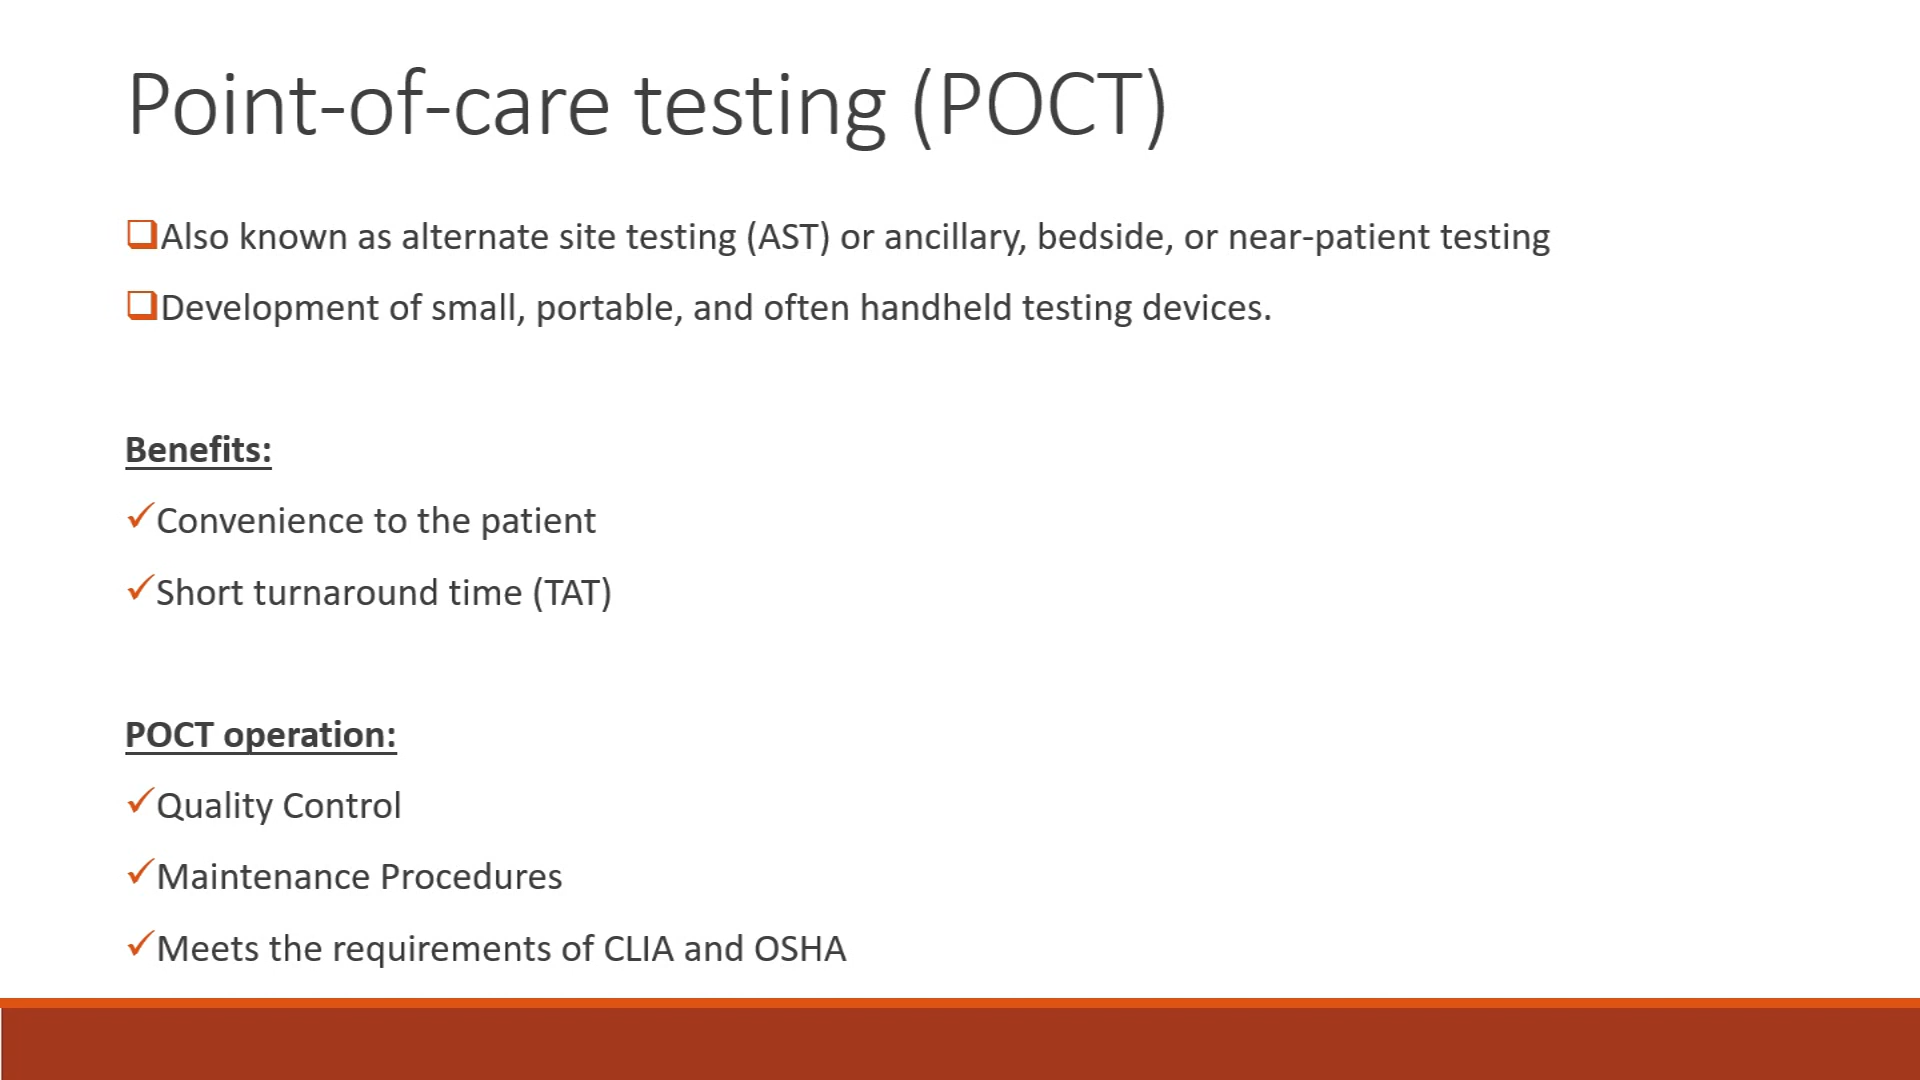 Point-of-care testing (POCT)
Also known as alternate site testing (AST) or ancillary, bedside, or near-patient testing
Development of small, portable, and often handheld testing devices.
Benefits:
Convenience to the patient
Short turnaround time (TAT)
POCT operation:
Quality Control
Maintenance Procedures
Meets the requirements of CLIA and OSHA